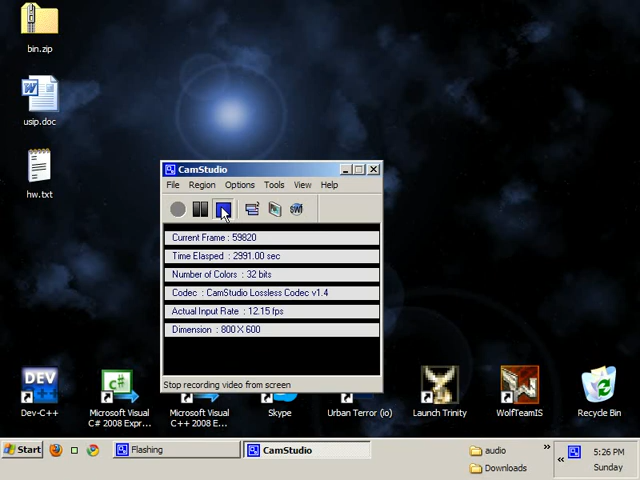 bin.zip
usip.doc
hw.txt
CamStudio
File Region Options Tools View Help
SWF
Current Frame : 59820
Time Elasped : 2991.00 sec
Number of Colors : 32 bits
Codec : CamStudio Lossless Codec v1.4
Actual Input Rate : 12.15 fps
Dimension : 800 X 600
Stop recording video from screen
DEV
C++
C#
Dev-C++
Microsoft Visual
C# 2008 Expr...
Microsoft Visual
C++ 2008 E...
Skype
Urban Terror (io)
Launch Trinity
WolfTeamIS
Recycle Bin
Start
Flashing
CamStudio
audio
Downloads
5:26 PM
Sunday